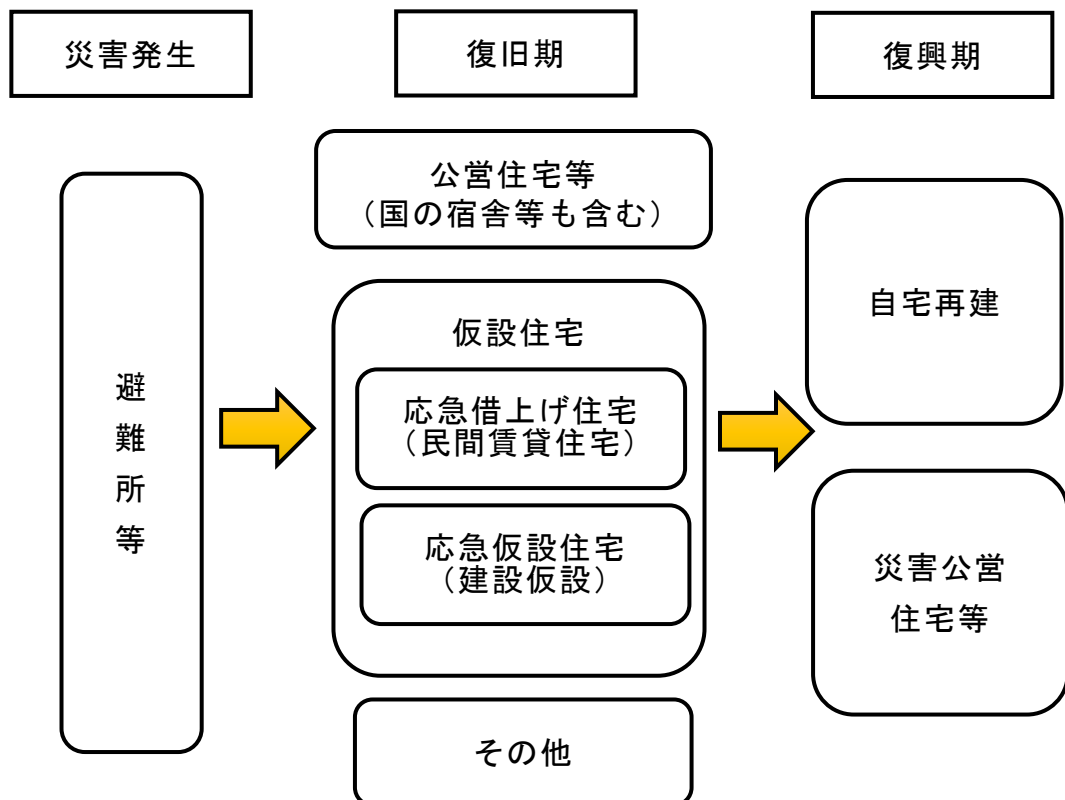 災害発生
復旧期
復興期
避難所等
公営住宅等
（国の宿舎等も含む）
仮設住宅
応急借上げ住宅
（民間賃貸住宅）
応急仮設住宅
（建設仮設）
その他
自宅再建
災害公営
住宅等